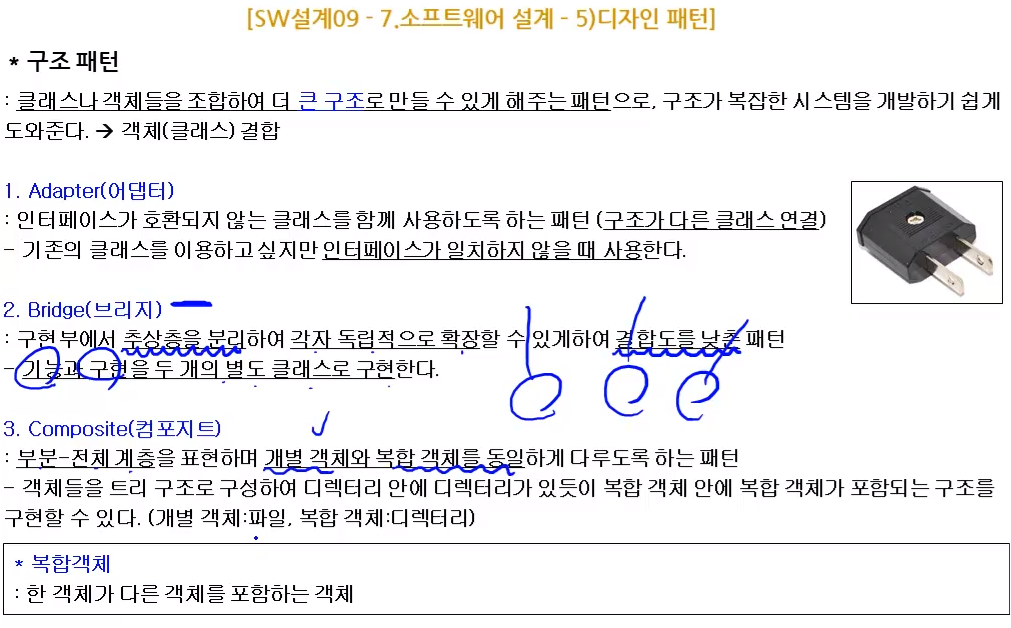 [SW설계09 - 7.소프트웨어 설계 - 5)디자인 패턴]
* 구조 패턴
: 클래스나 객체들을 조합하여 더 큰 구조로 만들 수 있게 해주는 패턴으로, 구조가 복잡한 시스템을 개발하기 쉽게
도와준다. → 객체(클래스) 결합
1. Adapter(어댑터)
: 인터페이스가 호환되지 않는 클래스를 함께 사용하도록 하는 패턴 (구조가 다른 클래스 연결)
- 기존의 클래스를 이용하고 싶지만 인터페이스가 일치하지 않을 때 사용한다.
2. Bridge(브리지)
: 구현부에서 추상층을 분리하여 각자 독립적으로 확장할 수 있게하여 결합도를 낮춘 패턴
- 기능과 구현을 두 개의 별도 클래스로 구현한다.
3. Composite(컴포지트)
: 부분-전체 계층을 표현하며 개별 객체와 복합 객체를 동일하게 다루도록 하는 패턴
- 객체들을 트리 구조로 구성하여 디렉터리 안에 디렉터리가 있듯이 복합 객체 안에 복합 객체가 포함되는 구조를
구현할 수 있다. (개별 객체:파일, 복합 객체:디렉터리)
* 복합객체
: 한 객체가 다른 객체를 포함하는 객체